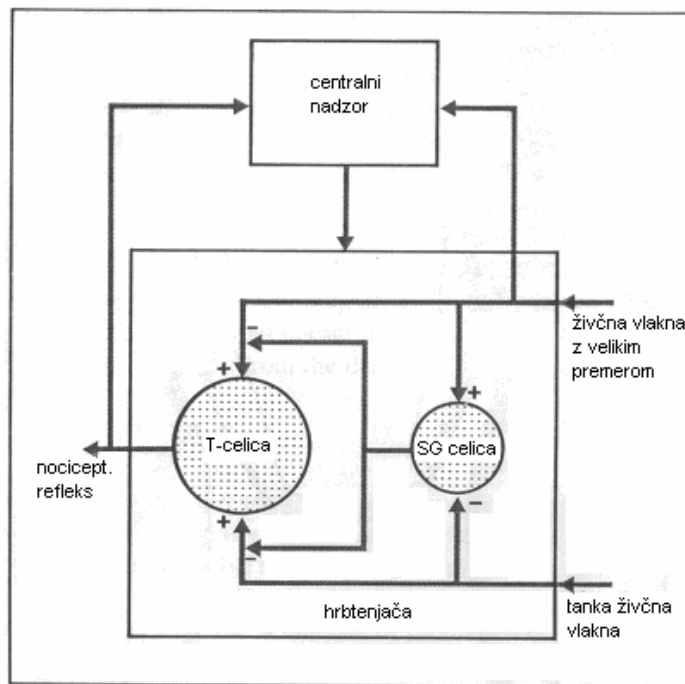 centralni
nadzor
živčna vlakna
z velikim
premerom
−
+
+
T-celica
SG celica
nocicept.
refleks
+
−
−
hrbtenjača
tanka živčna
vlakna